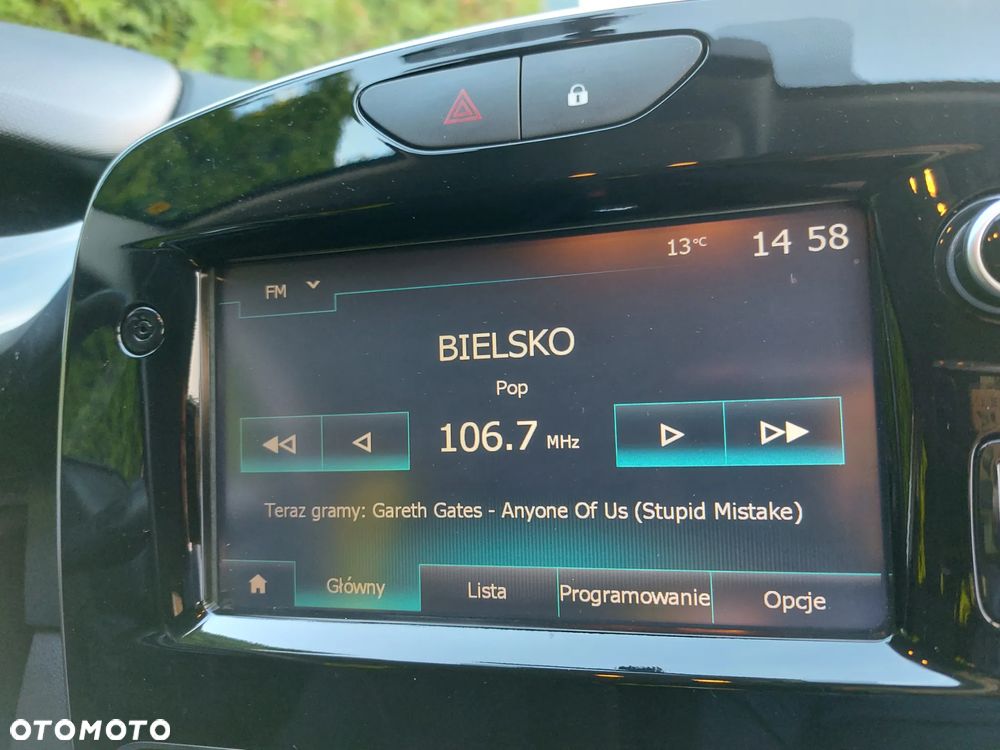 13°C 14 58
FM
BIELSKO
Pop
106.7 MHz
Teraz gramy: Gareth Gates - Anyone Of Us (Stupid Mistake)
Główny Lista Programowanie Opcje
OTOMOTO